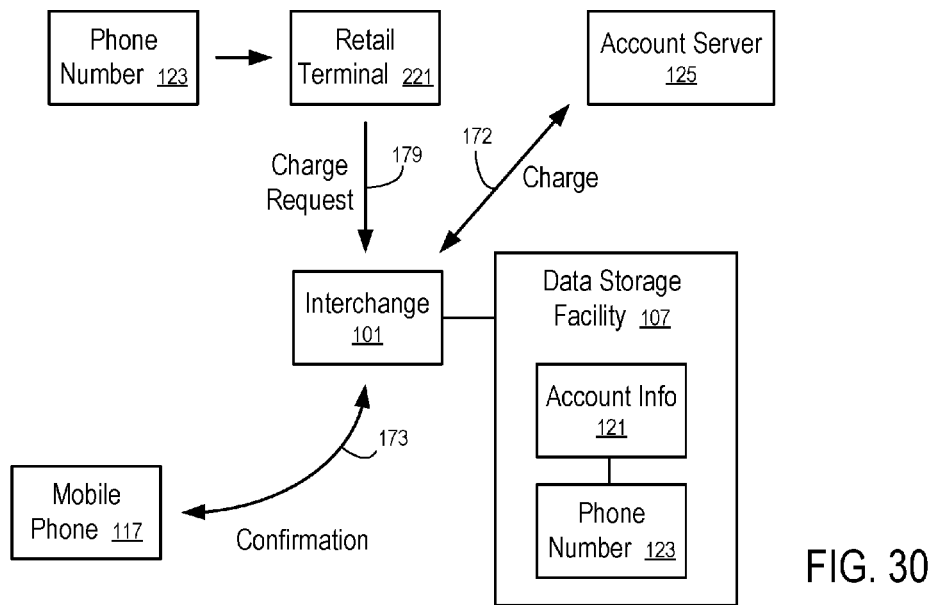 Phone
Number 123
Retail
Terminal 221
Account Server
125
179
172
Charge
Request
Charge
Interchange
101
Data Storage
Facility 107
Account Info
121
Phone
Number 123
173
Mobile
Phone 117
Confirmation
FIG. 30